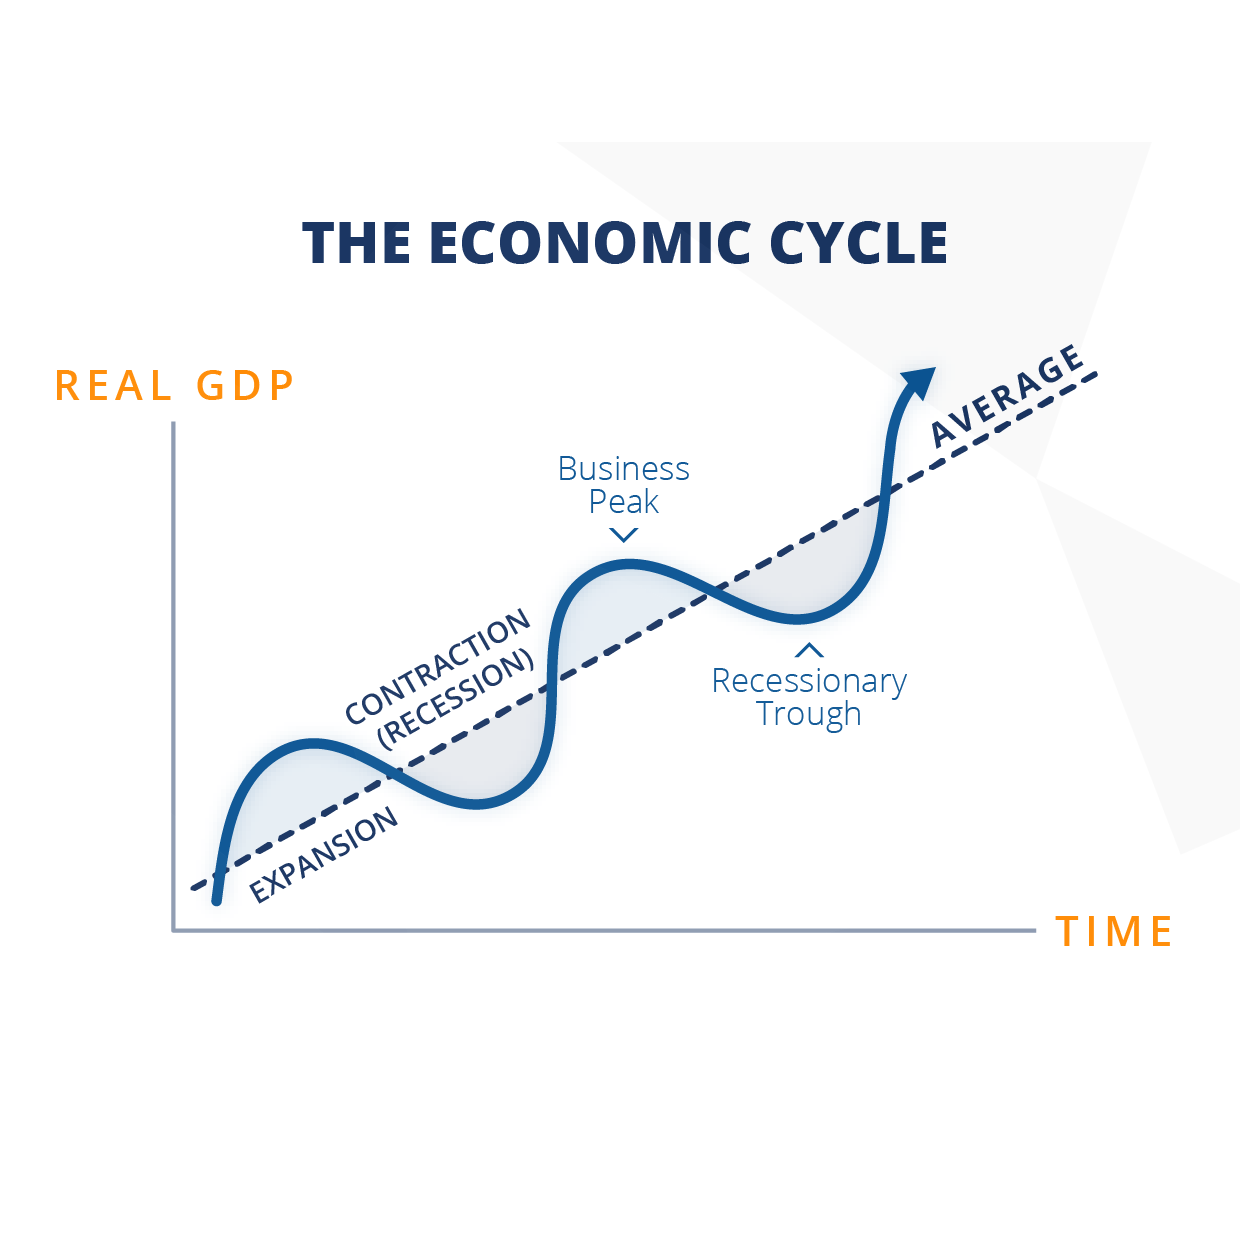 THE ECONOMIC CYCLE
REAL GDP
AVERAGE
Business
Peak
CONTRACTION
(RECESSION)
Recessionary
Trough
EXPANSION
TIME